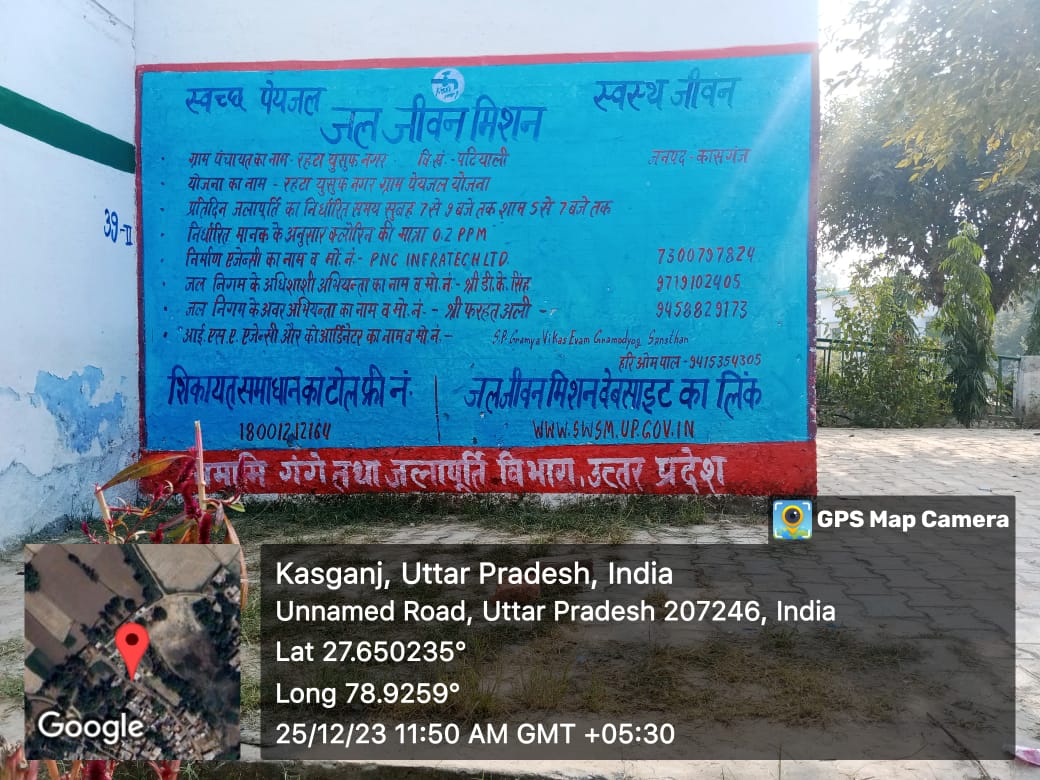 स्वच्छ पेयजल
स्वस्थ जीवन
जल जीवन मिशन
ग्राम पंचायत का नाम - रहटा युसुफ नगर वि.खं.- पटियाली जनपद - कासगंज
योजना का नाम - रहटा युसुफ नगर ग्राम पेयजल योजना
प्रतिदिन जलापूर्ति का निर्धारित समय सुबह 7 से 9 बजे तक शाम 5 से 7 बजे तक
निर्धारित मानक के अनुसार क्लोरिन की मात्रा 0.2 PPM
निर्माण एजेन्सी का नाम व मो. नं.- PNC INFRATECH LTD. 7300797824
जल निगम के अधिशाशी अभियन्ता का नाम व मो.नं.- श्री डी.के. सिंह 9719102405
जल निगम के अवर अभियन्ता का नाम व मो. नं.- - श्री फरहत अली - 9458829173
आई.एस.ए. एजेन्सी और कोआर्डिनेटर का नाम व मो.नं.- S.P. Gramya Vikas Evam Gramodyog Sansthan
हरिओम पाल - 9415354305
शिकायत समाधान का टोल फ्री नं.
18001212164
जल जीवन मिशन वेबसाइट का लिंक
WWW.SWSM.UP.GOV.IN
नमामि गंगे तथा जलापूर्ति विभाग, उत्तर प्रदेश
39-II
GPS Map Camera
Kasganj, Uttar Pradesh, India
Unnamed Road, Uttar Pradesh 207246, India
Lat 27.650235°
Long 78.9259°
25/12/23 11:50 AM GMT +05:30
Google